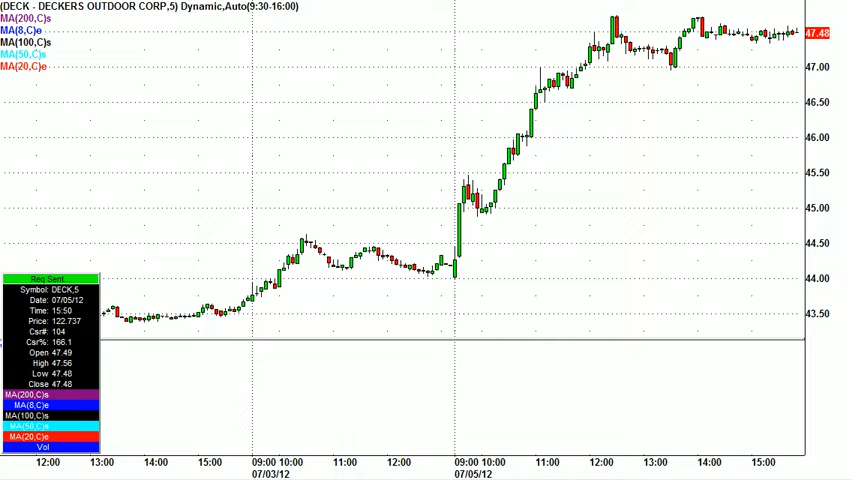 (DECK - DECKERS OUTDOOR CORP,5) Dynamic,Auto(9:30-16:00)
MA(200,C)s
MA(8,C)e
MA(100,C)s
MA(50,C)s
MA(20,C)e
47.48
47.00
46.50
46.00
45.50
45.00
44.50
44.00
43.50
Req Sent
Symbol: DECK,5
Date: 07/05/12
Time: 15:50
Price: 122.737
Csr#: 104
Csr%: 166.1
Open 47.49
High 47.56
Low 47.48
Close 47.48
MA(200,C)s
MA(8,C)e
MA(100,C)s
MA(50,C)s
MA(20,C)e
Vol
12:00 13:00 14:00 15:00 09:00 10:00 11:00 12:00 09:00 10:00 11:00 12:00 13:00 14:00 15:00
07/03/12 07/05/12